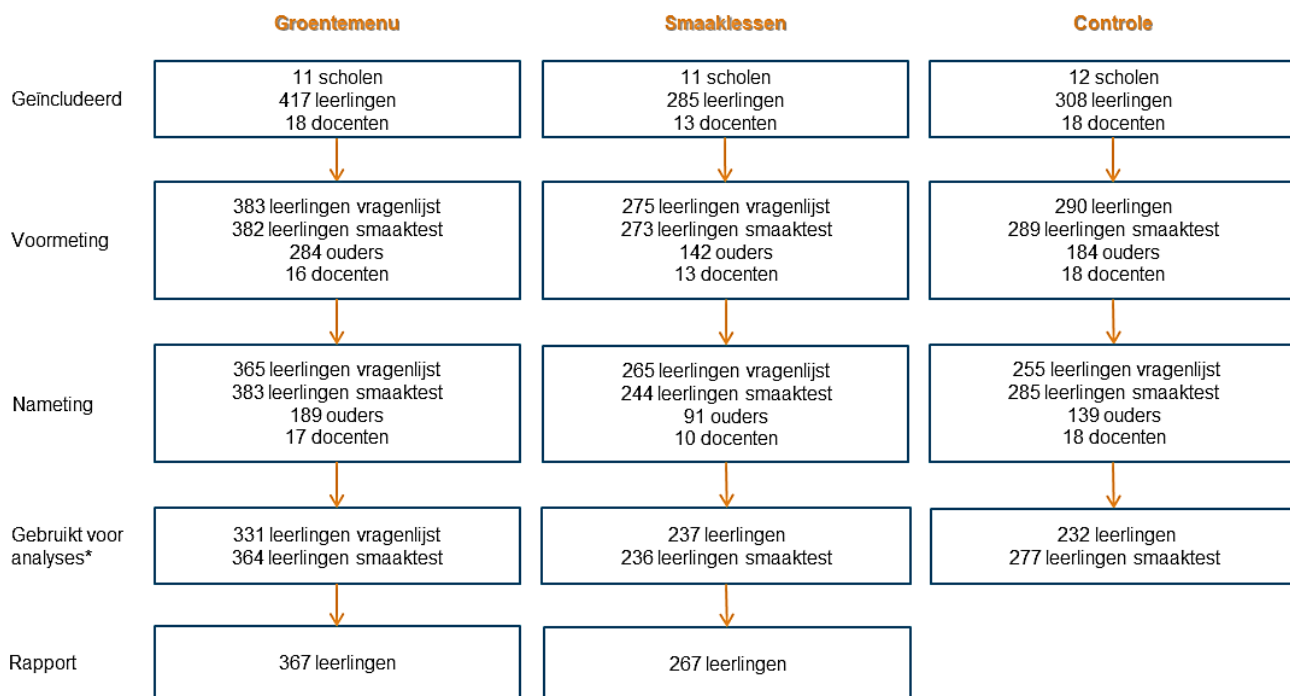 Groentemenu
Smaaklessen
Controle
Geïncludeerd
11 scholen
417 leerlingen
18 docenten
11 scholen
285 leerlingen
13 docenten
12 scholen
308 leerlingen
18 docenten
Voormeting
383 leerlingen vragenlijst
382 leerlingen smaaktest
284 ouders
16 docenten
275 leerlingen vragenlijst
273 leerlingen smaaktest
142 ouders
13 docenten
290 leerlingen
289 leerlingen smaaktest
184 ouders
18 docenten
Nameting
365 leerlingen vragenlijst
383 leerlingen smaaktest
189 ouders
17 docenten
265 leerlingen vragenlijst
244 leerlingen smaaktest
91 ouders
10 docenten
255 leerlingen vragenlijst
285 leerlingen smaaktest
139 ouders
18 docenten
Gebruikt voor
analyses*
331 leerlingen vragenlijst
364 leerlingen smaaktest
237 leerlingen
236 leerlingen smaaktest
232 leerlingen
277 leerlingen smaaktest
Rapport
367 leerlingen
267 leerlingen